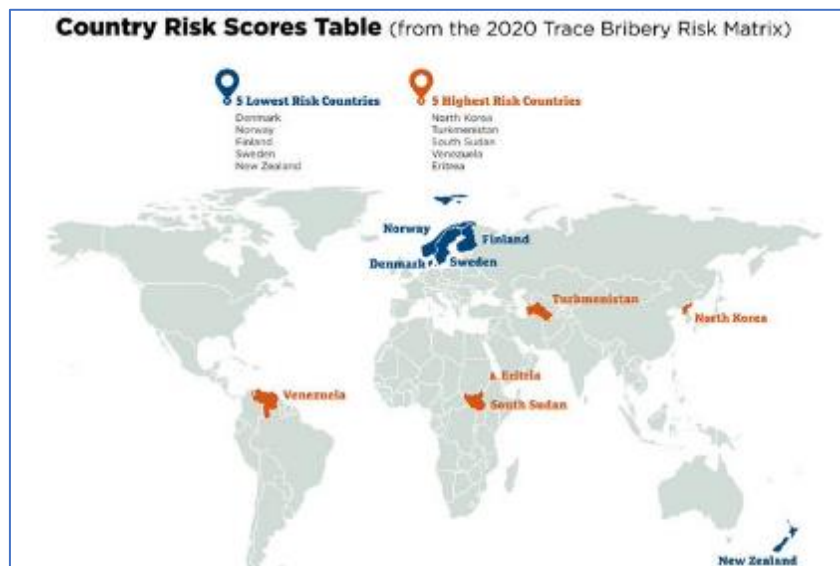 Country Risk Scores Table (from the 2020 Trace Bribery Risk Matrix)
5 Lowest Risk Countries
Denmark
Norway
Finland
Sweden
New Zealand
5 Highest Risk Countries
North Korea
Turkmenistan
South Sudan
Venezuela
Eritrea
Norway
Finland
Denmark
Sweden
Turkmenistan
North Korea
Eritria
Venezuela
South Sudan
New Zealand